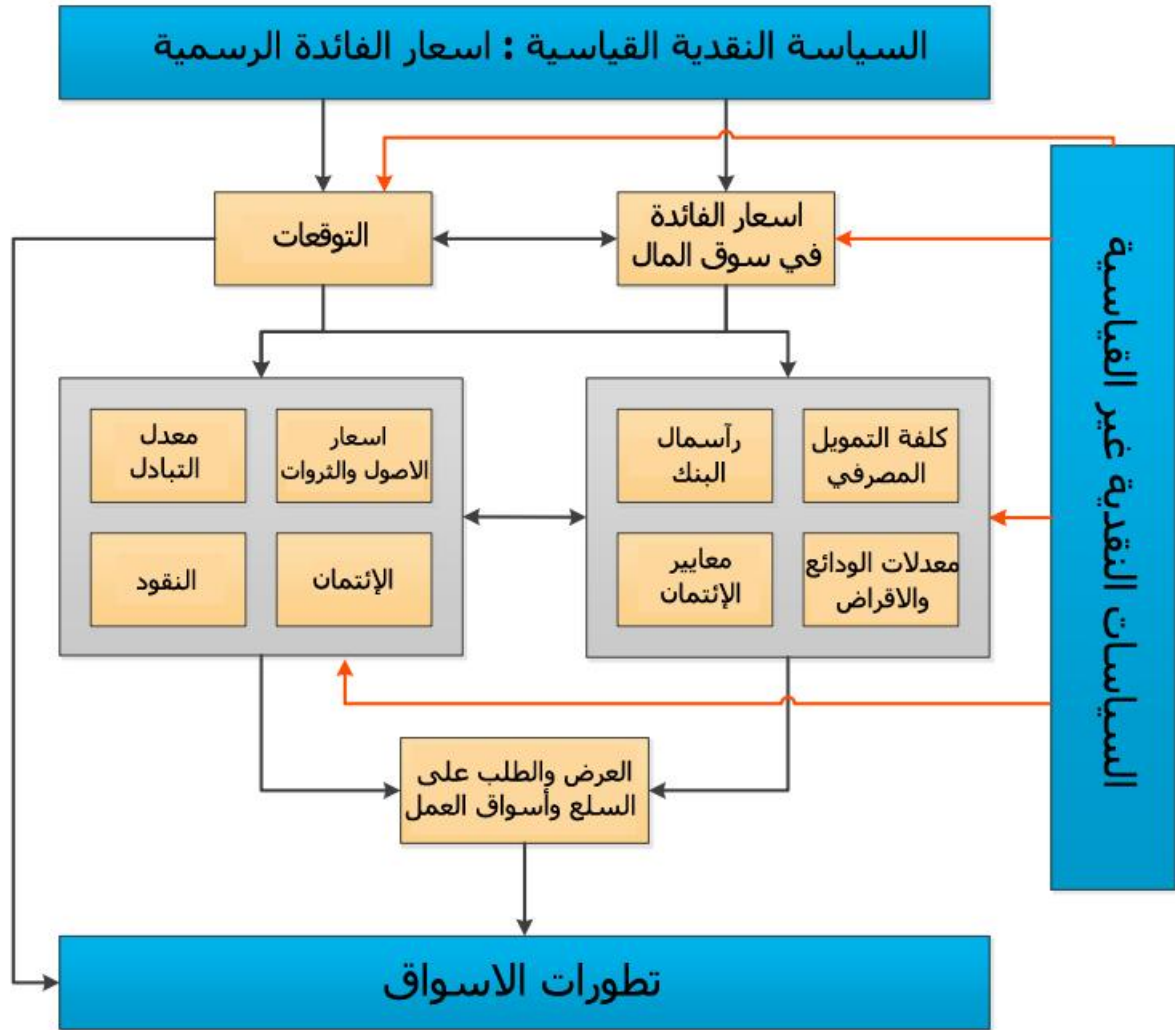 السياسة النقدية القياسية : اسعار الفائدة الرسمية
اسعار الفائدة
في سوق المال
التوقعات
السياسات النقدية غير القياسية
كلفة التمويل
المصرفي
رآسمال
البنك
معدلات الودائع
والاقراض
معايير
الإئتمان
اسعار
الاصول والثروات
معدل
التبادل
الإئتمان
النقود
العرض والطلب على
السلع وأسواق العمل
تطورات الاسواق